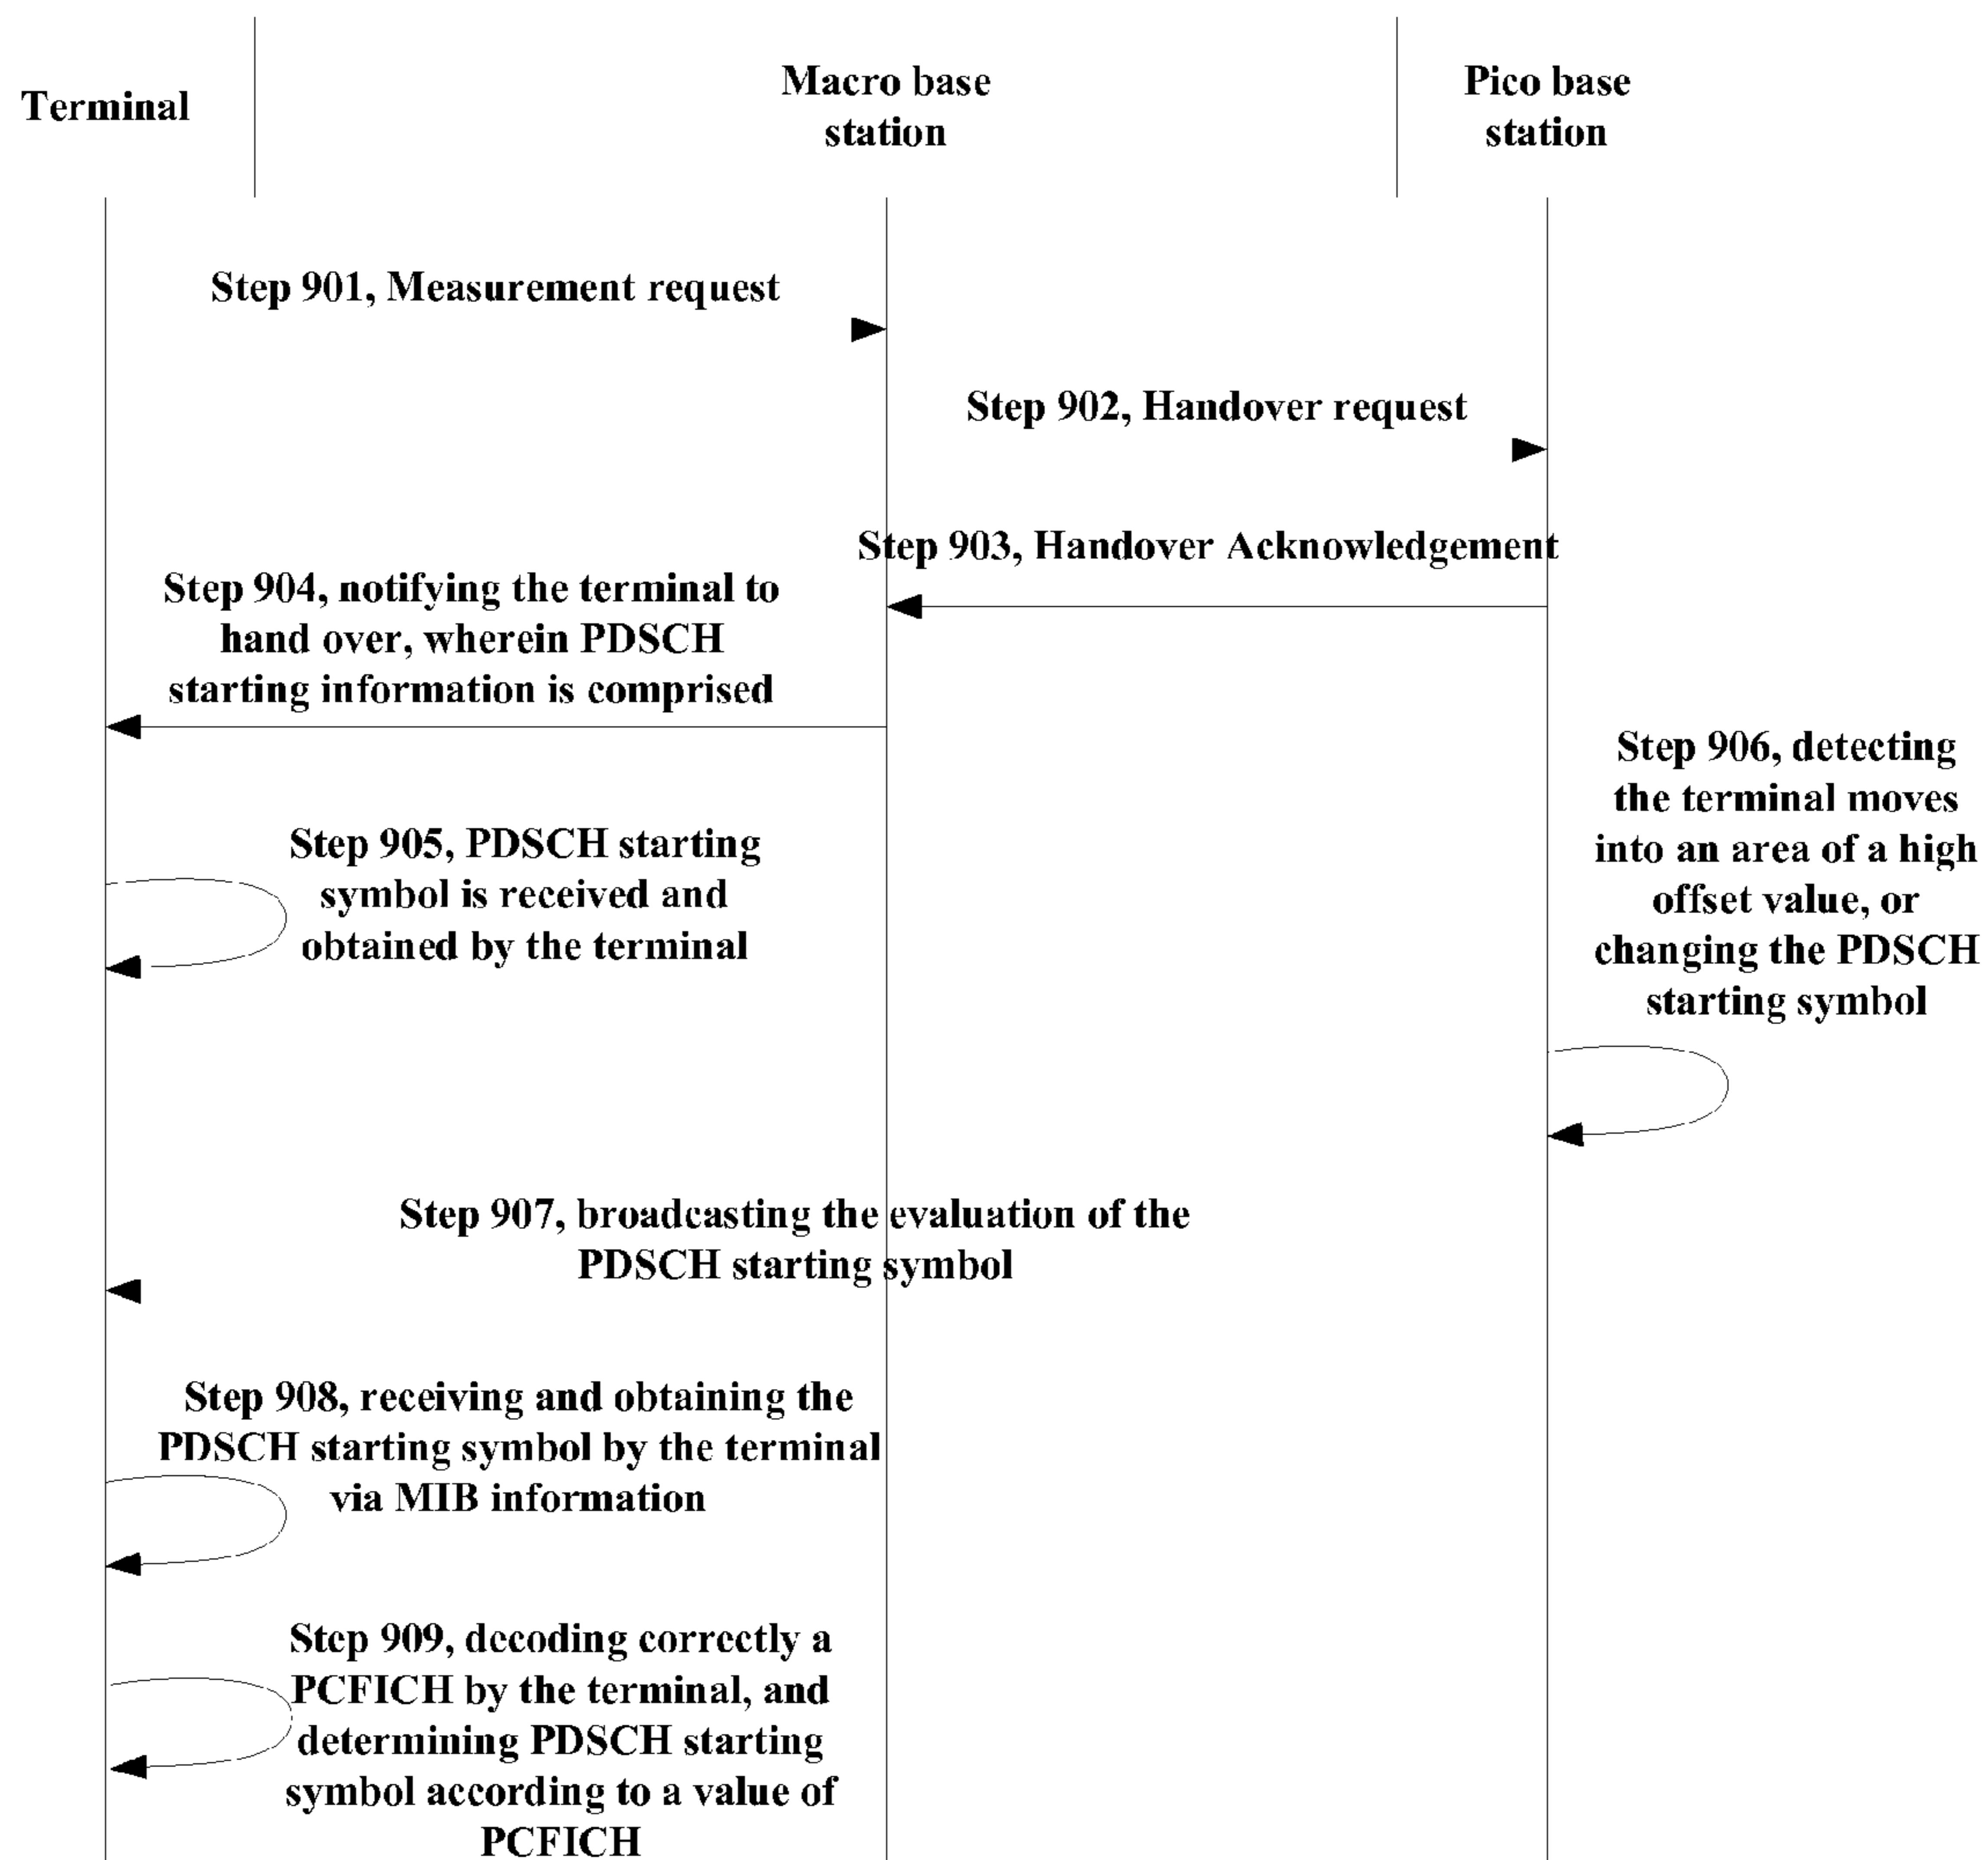 Terminal
Macro base
station
Pico base
station
Step 901, Measurement request
Step 902, Handover request
Step 903, Handover Acknowledgement
Step 904, notifying the terminal to
hand over, wherein PDSCH
starting information is comprised
Step 905, PDSCH starting
symbol is received and
obtained by the terminal
Step 906, detecting
the terminal moves
into an area of a high
offset value, or
changing the PDSCH
starting symbol
Step 907, broadcasting the evaluation of the
PDSCH starting symbol
Step 908, receiving and obtaining the
PDSCH starting symbol by the terminal
via MIB information
Step 909, decoding correctly a
PCFICH by the terminal, and
determining PDSCH starting
symbol according to a value of
PCFICH